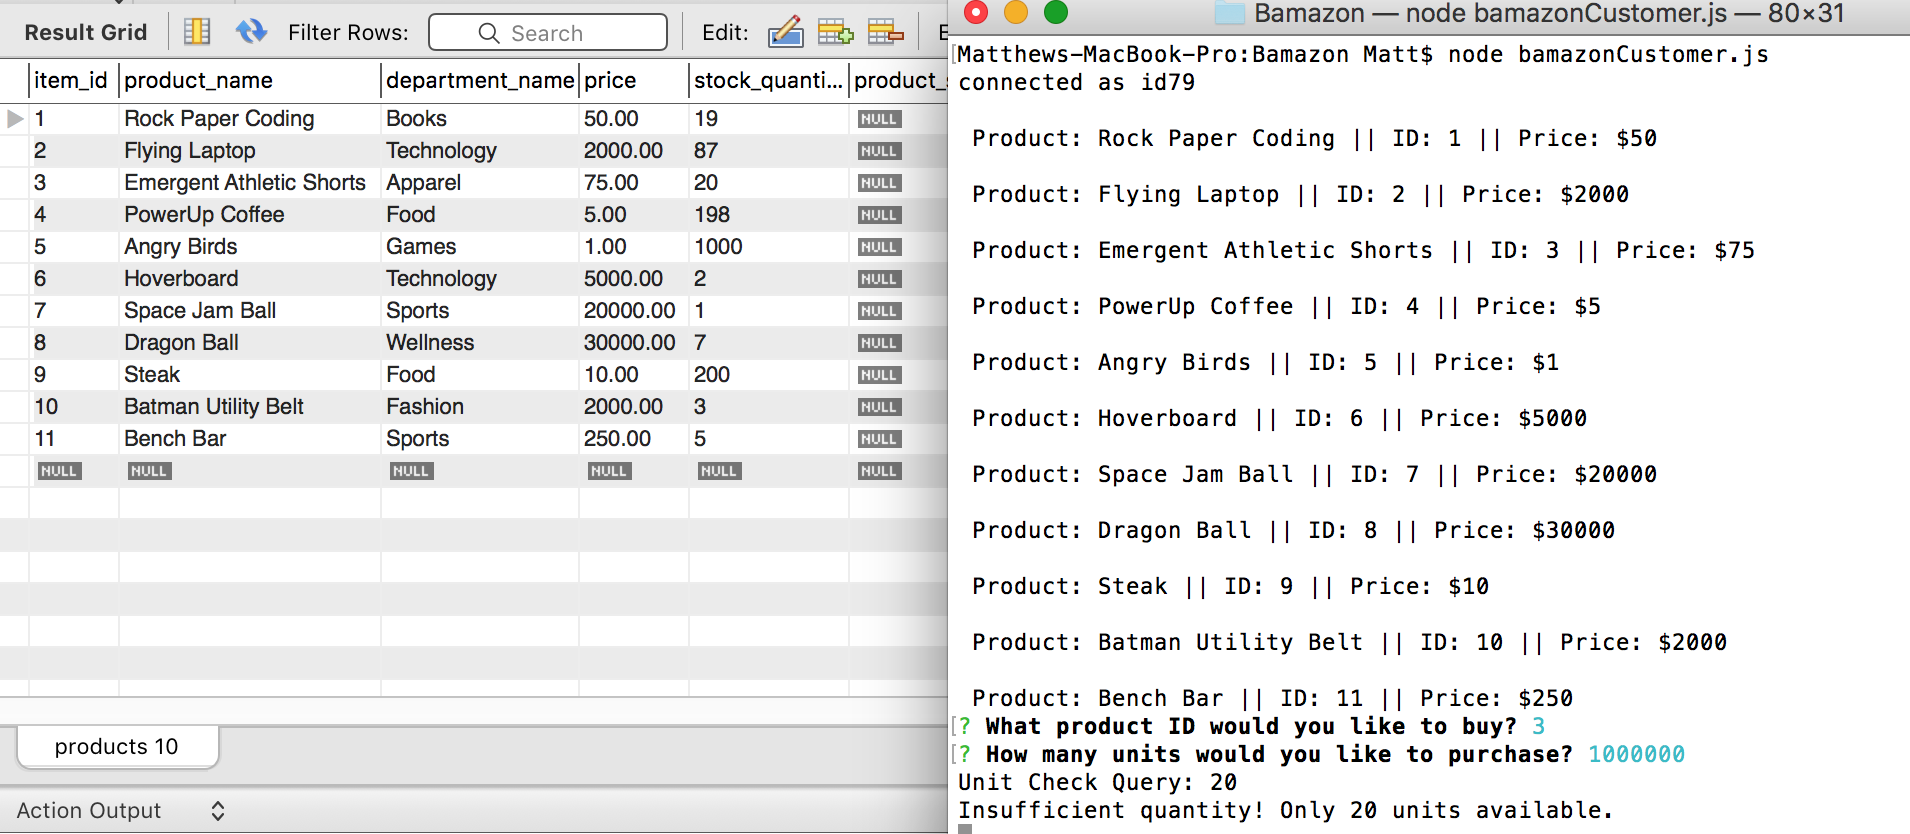 Result Grid Filter Rows: Search Edit:
item_id product_name department_name price stock_quanti...
1 Rock Paper Coding Books 50.00 19 NULL
2 Flying Laptop Technology 2000.00 87 NULL
3 Emergent Athletic Shorts Apparel 75.00 20 NULL
4 PowerUp Coffee Food 5.00 198 NULL
5 Angry Birds Games 1.00 1000 NULL
6 Hoverboard Technology 5000.00 2 NULL
7 Space Jam Ball Sports 20000.00 1 NULL
8 Dragon Ball Wellness 30000.00 7 NULL
9 Steak Food 10.00 200 NULL
10 Batman Utility Belt Fashion 2000.00 3 NULL
11 Bench Bar Sports 250.00 5 NULL
NULL NULL NULL NULL NULL NULL
products 10
Action Output
Bamazon — node bamazonCustomer.js — 80×31
[Matthews-MacBook-Pro:Bamazon Matt$ node bamazonCustomer.js
connected as id79
Product: Rock Paper Coding || ID: 1 || Price: $50
Product: Flying Laptop || ID: 2 || Price: $2000
Product: Emergent Athletic Shorts || ID: 3 || Price: $75
Product: PowerUp Coffee || ID: 4 || Price: $5
Product: Angry Birds || ID: 5 || Price: $1
Product: Hoverboard || ID: 6 || Price: $5000
Product: Space Jam Ball || ID: 7 || Price: $20000
Product: Dragon Ball || ID: 8 || Price: $30000
Product: Steak || ID: 9 || Price: $10
Product: Batman Utility Belt || ID: 10 || Price: $2000
Product: Bench Bar || ID: 11 || Price: $250
[? What product ID would you like to buy? 3
[? How many units would you like to purchase? 1000000
Unit Check Query: 20
Insufficient quantity! Only 20 units available.